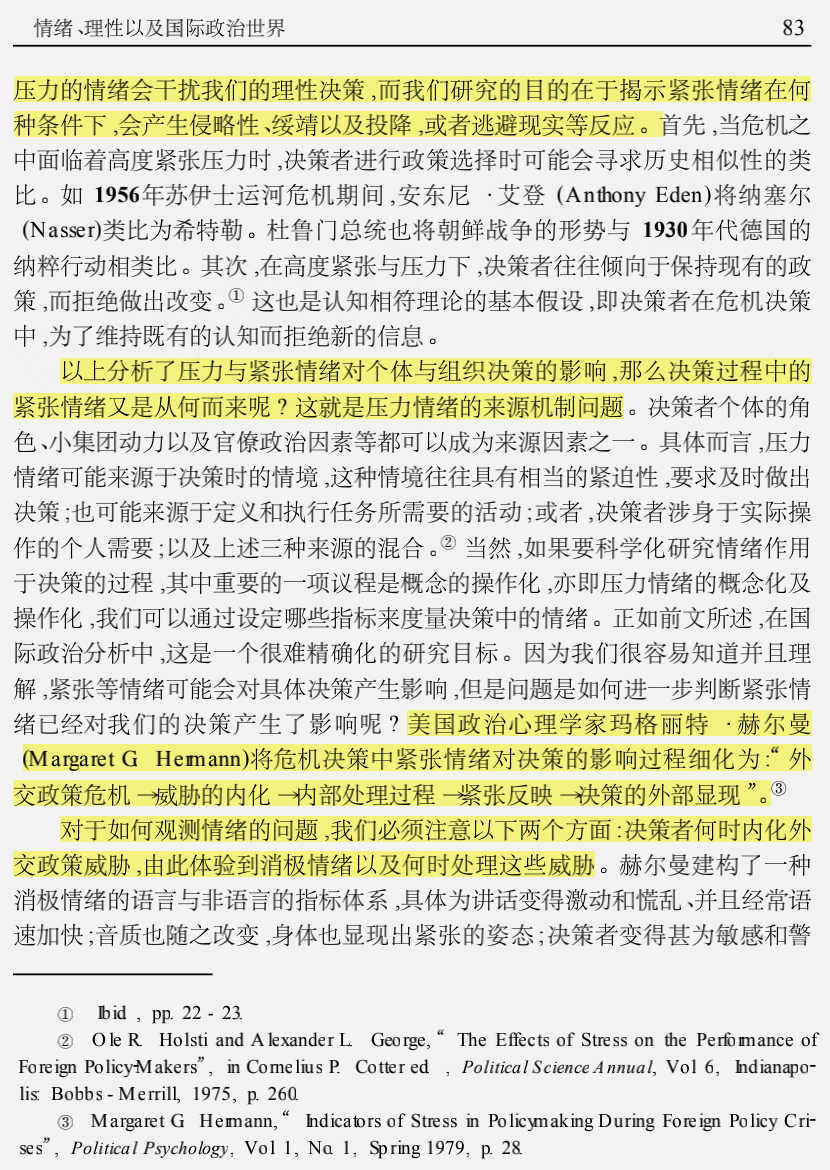 情绪、理性以及国际政治世界 83
压力的情绪会干扰我们的理性决策,而我们研究的目的在于揭示紧张情绪在何
种条件下,会产生侵略性、绥靖以及投降,或者逃避现实等反应。首先,当危机之
中面临着高度紧张压力时,决策者进行政策选择时可能会寻求历史相似性的类
比。如 1956年苏伊士运河危机期间,安东尼·艾登 (Anthony Eden)将纳塞尔
(Nasser)类比为希特勒。杜鲁门总统也将朝鲜战争的形势与 1930年代德国的
纳粹行动相类比。其次,在高度紧张与压力下,决策者往往倾向于保持现有的政
策,而拒绝做出改变。① 这也是认知相符理论的基本假设,即决策者在危机决策
中,为了维持既有的认知而拒绝新的信息。
以上分析了压力与紧张情绪对个体与组织决策的影响,那么决策过程中的
紧张情绪又是从何而来呢?这就是压力情绪的来源机制问题。决策者个体的角
色、小集团动力以及官僚政治因素等都可以成为来源因素之一。具体而言,压力
情绪可能来源于决策时的情境,这种情境往往具有相当的紧迫性,要求及时做出
决策;也可能来源于定义和执行任务所需要的活动;或者,决策者涉身于实际操
作的个人需要;以及上述三种来源的混合。② 当然,如果要科学化研究情绪作用
于决策的过程,其中重要的一项议程是概念的操作化,亦即压力情绪的概念化及
操作化,我们可以通过设定哪些指标来度量决策中的情绪。正如前文所述,在国
际政治分析中,这是一个很难精确化的研究目标。因为我们很容易知道并且理
解,紧张等情绪可能会对具体决策产生影响,但是问题是如何进一步判断紧张情
绪已经对我们的决策产生了影响呢?美国政治心理学家玛格丽特·赫尔曼
(Margaret G. Hermann)将危机决策中紧张情绪对决策的影响过程细化为:“外
交政策危机→威胁的内化→内部处理过程→紧张反映→决策的外部显现”。③
对于如何观测情绪的问题,我们必须注意以下两个方面:决策者何时内化外
交政策威胁,由此体验到消极情绪以及何时处理这些威胁。赫尔曼建构了一种
消极情绪的语言与非语言的指标体系,具体为讲话变得激动和慌乱、并且经常语
速加快;音质也随之改变,身体也显现出紧张的姿态;决策者变得甚为敏感和警
① Ibid., pp. 22 - 23.
② Ole R. Holsti and Alexander L. George, “The Effects of Stress on the Performance of
Foreign Policy-Makers”, in Cornelius P. Cotter ed., Political Science Annual, Vol 6, Indianapo-
lis: Bobbs - Merrill, 1975, p. 260.
③ Margaret G. Hermann, “Indicators of Stress in Policymaking During Foreign Policy Cri-
ses”, Political Psychology, Vol 1, No. 1, Spring 1979, p. 28.